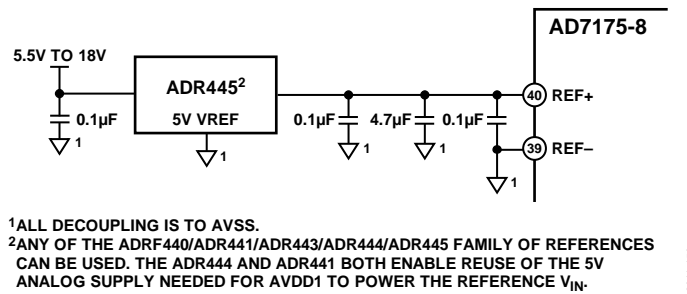 AD7175-8
5.5V TO 18V
ADR445²
5V VREF
0.1µF
1
1
0.1µF
1
4.7µF
1
0.1µF
1
40 REF+
39 REF–
¹ALL DECOUPLING IS TO AVSS.
²ANY OF THE ADRF440/ADR441/ADR443/ADR444/ADR445 FAMILY OF REFERENCES
CAN BE USED. THE ADR444 AND ADR441 BOTH ENABLE REUSE OF THE 5V
ANALOG SUPPLY NEEDED FOR AVDD1 TO POWER THE REFERENCE VIN.